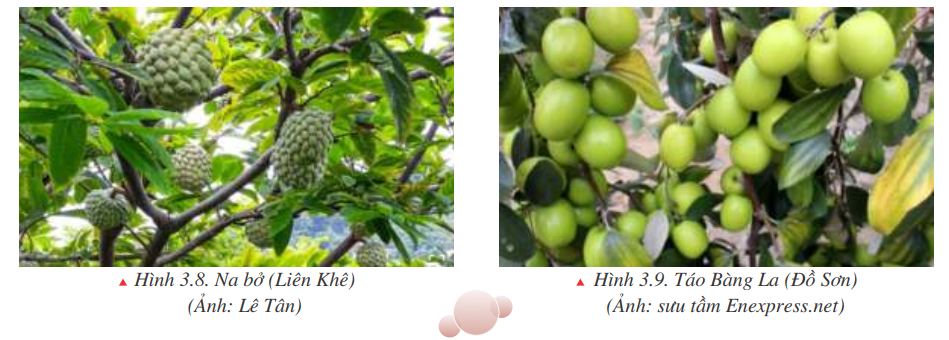 ▲ Hình 3.8. Na bở (Liên Khê)
(Ảnh: Lê Tân)
▲ Hình 3.9. Táo Bàng La (Đồ Sơn)
(Ảnh: sưu tầm Enexpress.net)